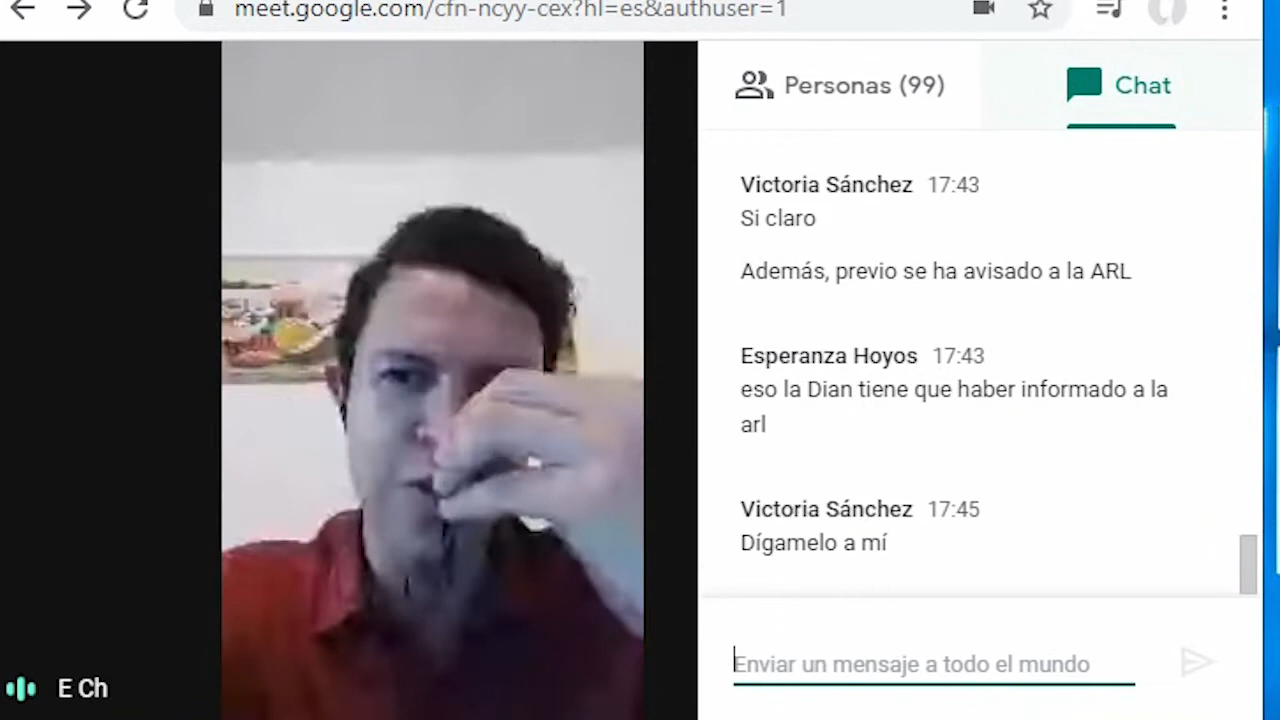 meet.google.com/cfn-ncyy-cex?hl=es&authuser=1
Personas (99)
Chat
Victoria Sánchez 17:43
Si claro
Además, previo se ha avisado a la ARL
Esperanza Hoyos 17:43
eso la Dian tiene que haber informado a la
arl
Victoria Sánchez 17:45
Dígamelo a mí
Enviar un mensaje a todo el mundo
E Ch